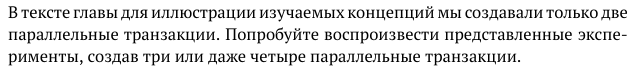 В тексте главы для иллюстрации изучаемых концепций мы создавали только две
параллельные транзакции. Попробуйте воспроизвести представленные экспе-
рименты, создав три или даже четыре параллельные транзакции.